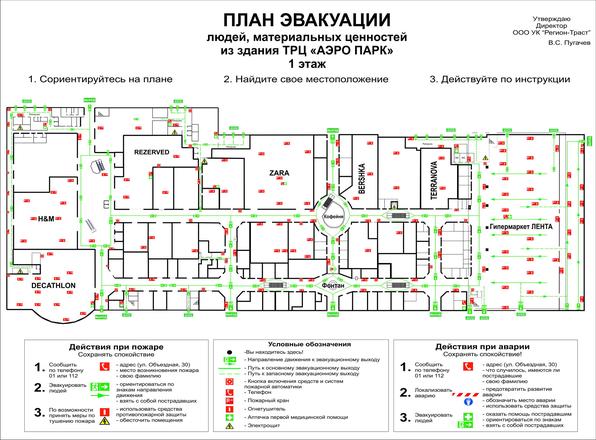 ПЛАН ЭВАКУАЦИИ
людей, материальных ценностей
из здания ТРЦ «АЭРО ПАРК»
1 этаж
Утверждаю
Директор
ООО УК "Регион-Траст"
В.С. Пугачев
1. Сориентируйтесь на плане
2. Найдите свое местоположение
3. Действуйте по инструкции
REZERVED
ZARA
BERSHKA
TERRANOVA
H&M
Кофейня
Гипермаркет ЛЕНТА
DECATHLON
Фонтан
Действия при пожаре
Сохранять спокойствие!
1. Сообщить по телефону 01 или 112
- адрес (ул. Объездная, 30)
- место возникновения пожара
- свою фамилию
2. Эвакуировать людей
- ориентироваться по знакам направления движения
- взять с собой пострадавших
3. По возможности принять меры по тушению пожара
- использовать средства противопожарной защиты
- обесточить помещение
Условные обозначения
-Вы находитесь здесь!
- Направление движения к эвакуационному выходу
- Путь к основному эвакуационному выходу
- Путь к запасному эвакуационному выходу
- Кнопка включения средств и систем пожарной автоматики
- Телефон
- Пожарный кран
- Огнетушитель
- Аптечка первой медицинской помощи
- Электрощит
Действия при аварии
Сохранять спокойствие!
1. Сообщить по телефону 01 или 112
- адрес (ул. Объездная, 30)
- что случилось, имеются ли пострадавшие
- свою фамилию
2. Локализовать аварию
- предотвратить развитие аварии
- обозначить место аварии
- использовать средства защиты
3. Эвакуировать людей
- оказать помощь пострадавшим
- ориентироваться по знакам
- взять с собой пострадавших